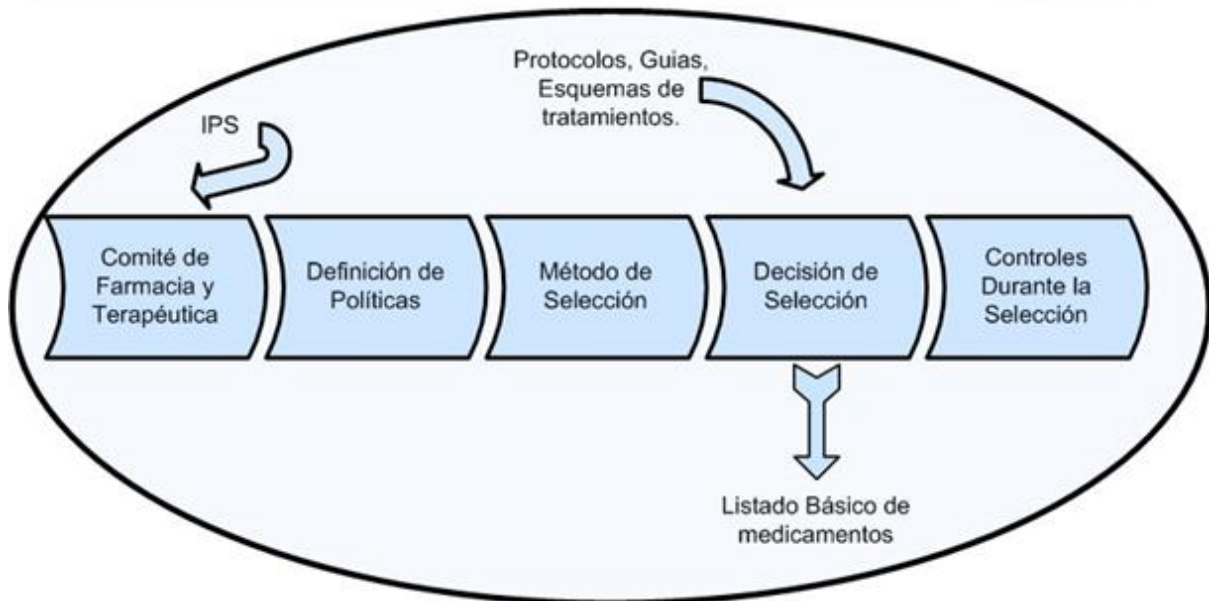 Protocolos, Guias,
Esquemas de
tratamientos.
IPS
Comité de
Farmacia y
Terapéutica
Definición de
Políticas
Método de
Selección
Decisión de
Selección
Controles
Durante la
Selección
Listado Básico de
medicamentos